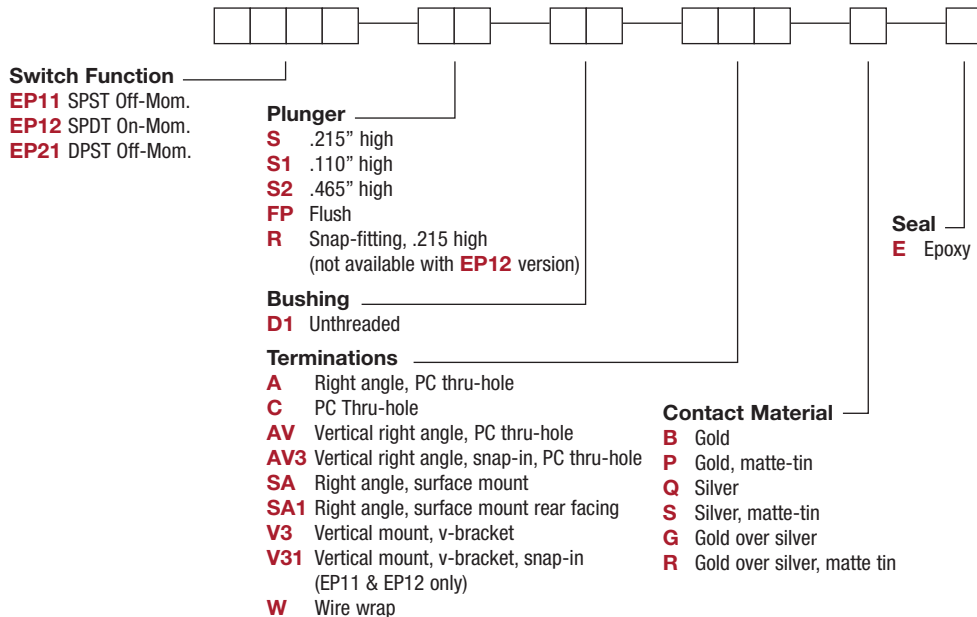 Switch Function
EP11 SPST Off-Mom.
EP12 SPDT On-Mom.
EP21 DPST Off-Mom.
Plunger
S .215” high
S1 .110” high
S2 .465” high
FP Flush
R Snap-fitting, .215 high
(not available with EP12 version)
Bushing
D1 Unthreaded
Terminations
A Right angle, PC thru-hole
C PC Thru-hole
AV Vertical right angle, PC thru-hole
AV3 Vertical right angle, snap-in, PC thru-hole
SA Right angle, surface mount
SA1 Right angle, surface mount rear facing
V3 Vertical mount, v-bracket
V31 Vertical mount, v-bracket, snap-in
(EP11 & EP12 only)
W Wire wrap
Contact Material
B Gold
P Gold, matte-tin
Q Silver
S Silver, matte-tin
G Gold over silver
R Gold over silver, matte tin
Seal
E Epoxy